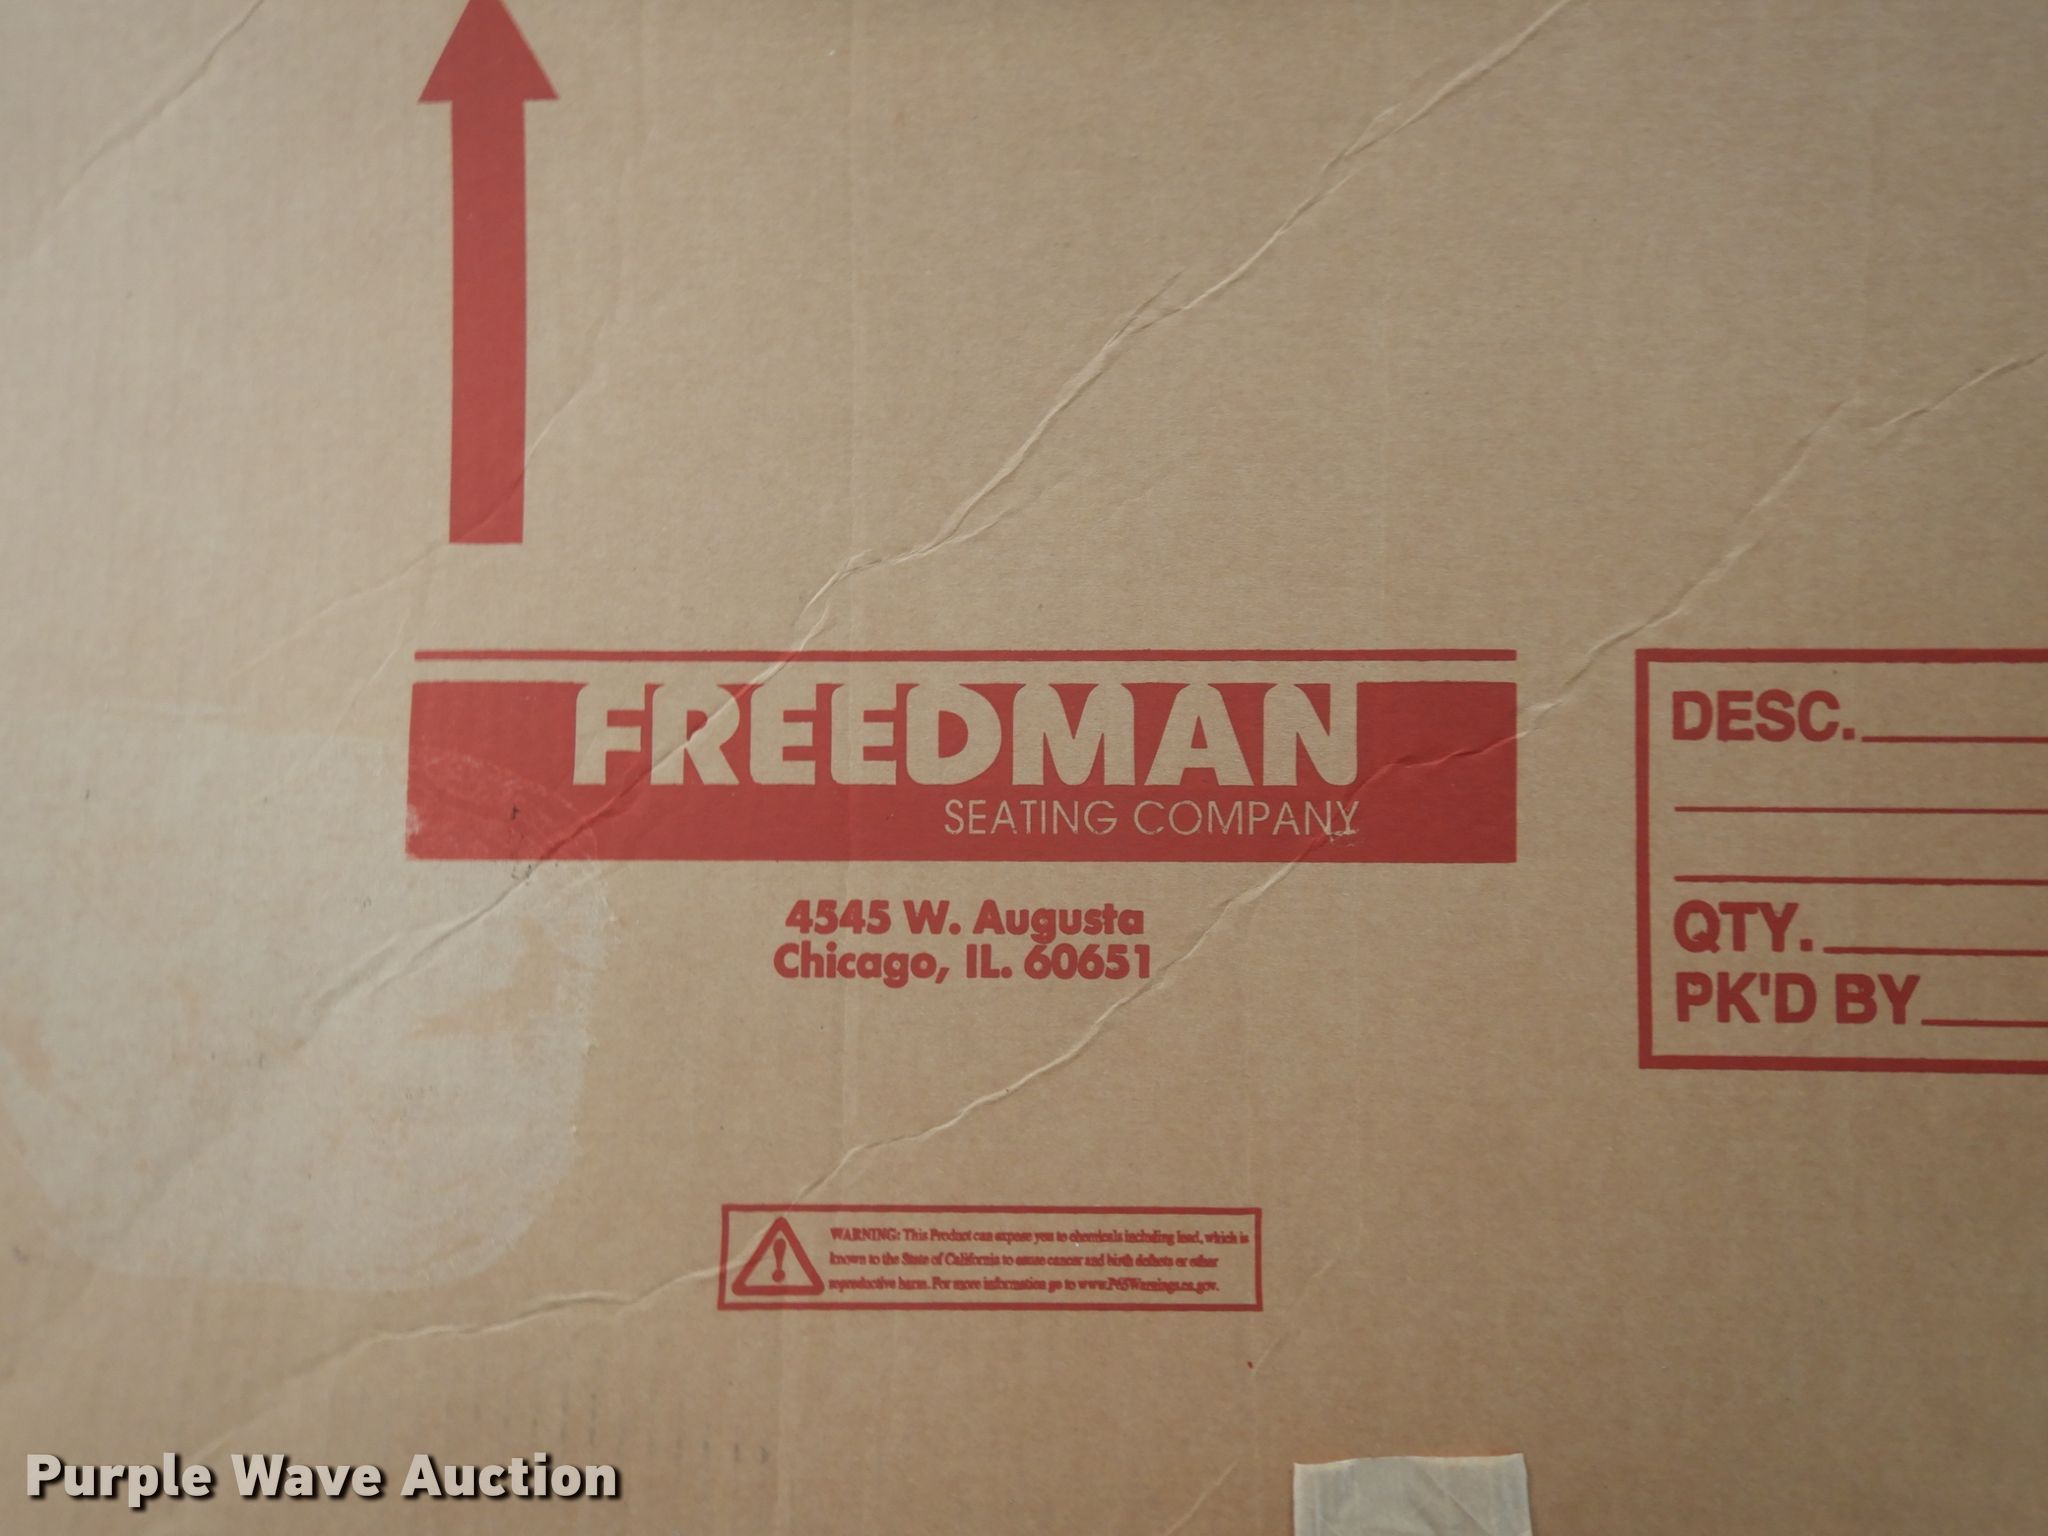 FREEDMAN
SEATING COMPANY
4545 W. Augusta
Chicago, IL. 60651
DESC.
QTY.
PK'D BY
WARNING: This Product can expose you to chemicals including lead, which is
known to the State of California to cause cancer and birth defects or other
reproductive harm. For more information go to www.P65Warnings.ca.gov.
Purple Wave Auction